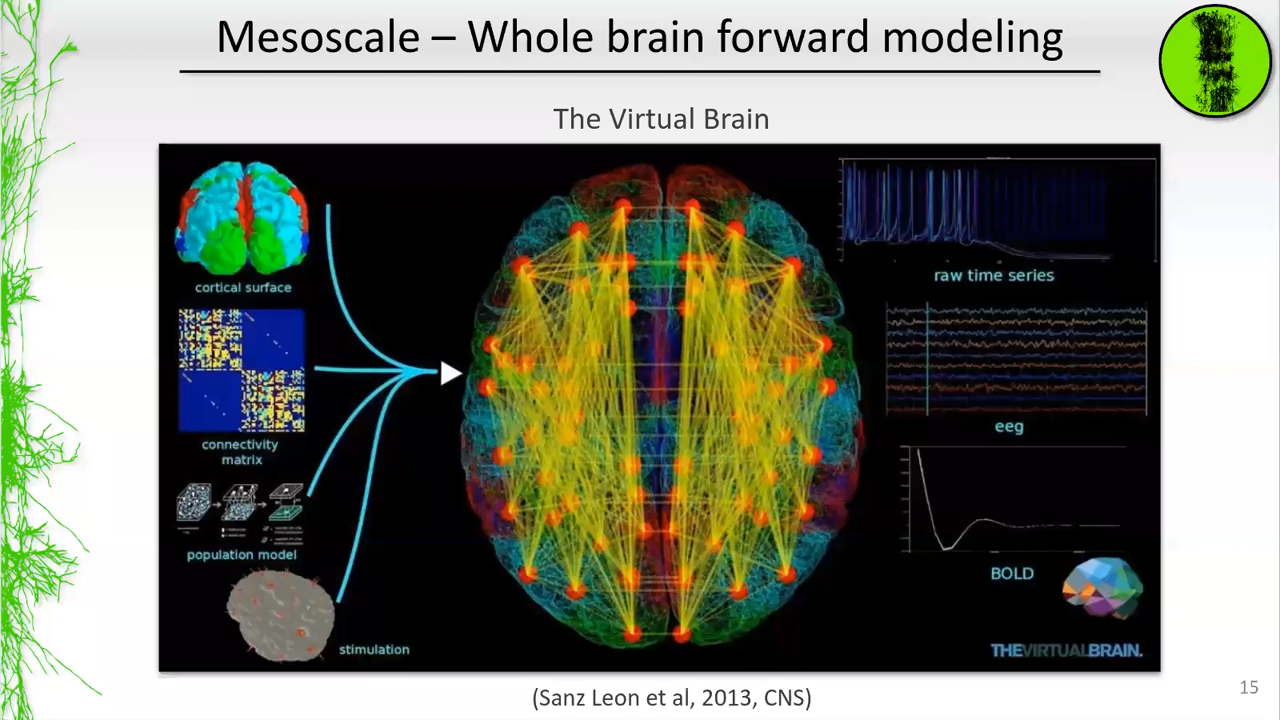 Mesoscale – Whole brain forward modeling
The Virtual Brain
cortical surface
connectivity
matrix
population model
stimulation
raw time series
eeg
BOLD
THEVIRTUALBRAIN.
(Sanz Leon et al, 2013, CNS)
15